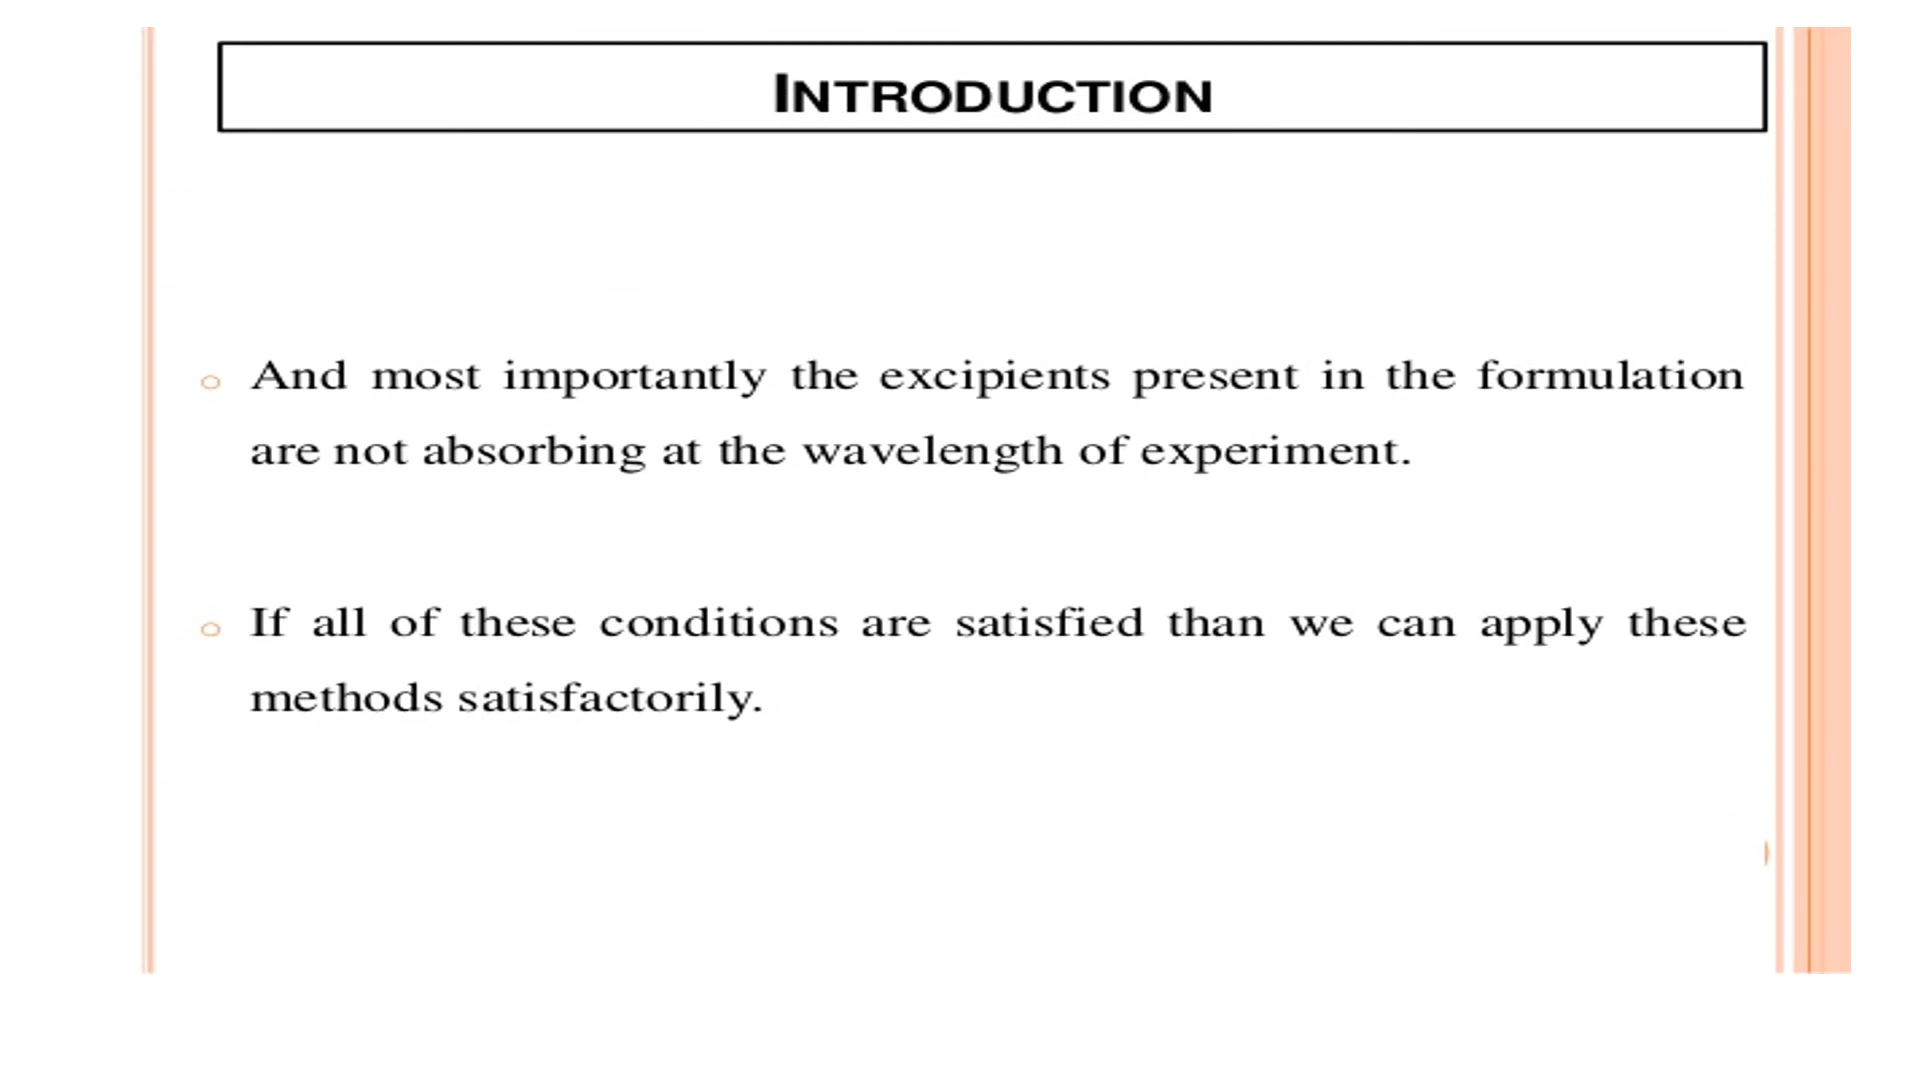 INTRODUCTION
And most importantly the excipients present in the formulation
are not absorbing at the wavelength of experiment.
If all of these conditions are satisfied than we can apply these
methods satisfactorily.